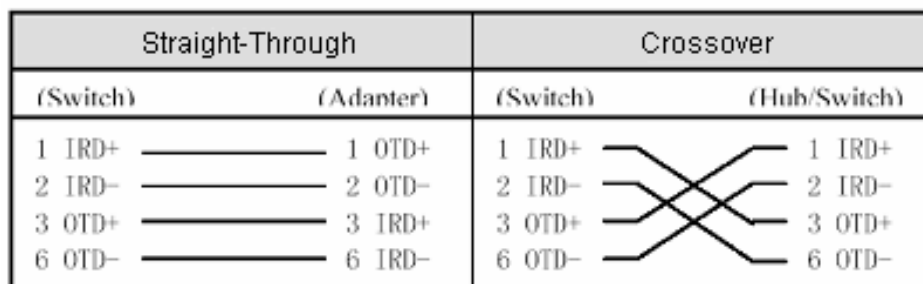 Straight-Through Crossover
(Switch) (Adapter) (Switch) (Hub/Switch)
1 IRD+ 1 OTD+ 1 IRD+ 1 IRD+
2 IRD- 2 OTD- 2 IRD- 2 IRD-
3 OTD+ 3 IRD+ 3 OTD+ 3 OTD+
6 OTD- 6 IRD- 6 OTD- 6 OTD-